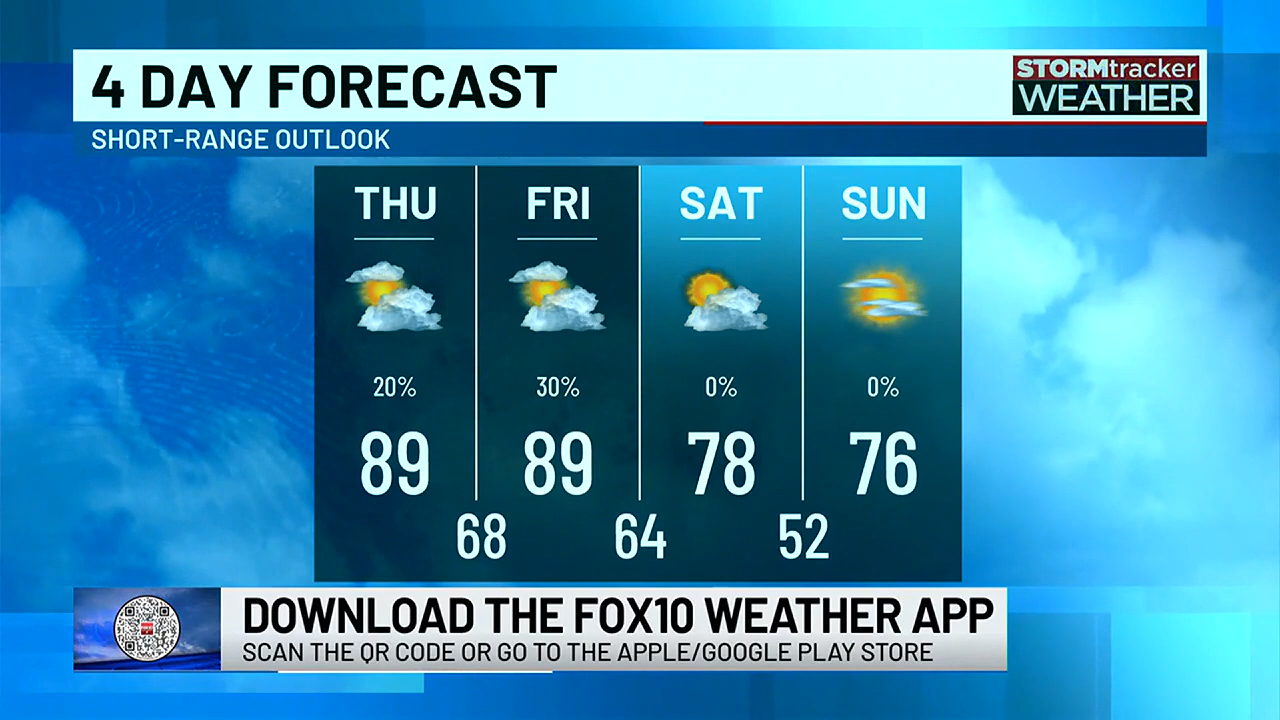 4 DAY FORECAST
STORMtracker
WEATHER
SHORT-RANGE OUTLOOK
THU FRI SAT SUN
20% 30% 0% 0%
89 89 78 76
68 64 52
DOWNLOAD THE FOX10 WEATHER APP
SCAN THE QR CODE OR GO TO THE APPLE/GOOGLE PLAY STORE